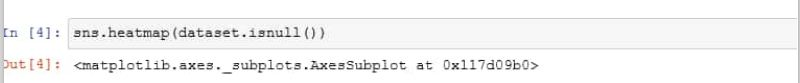 In [4]: sns.heatmap(dataset.isnull())
Out[4]: <matplotlib.axes._subplots.AxesSubplot at 0x117d09b0>